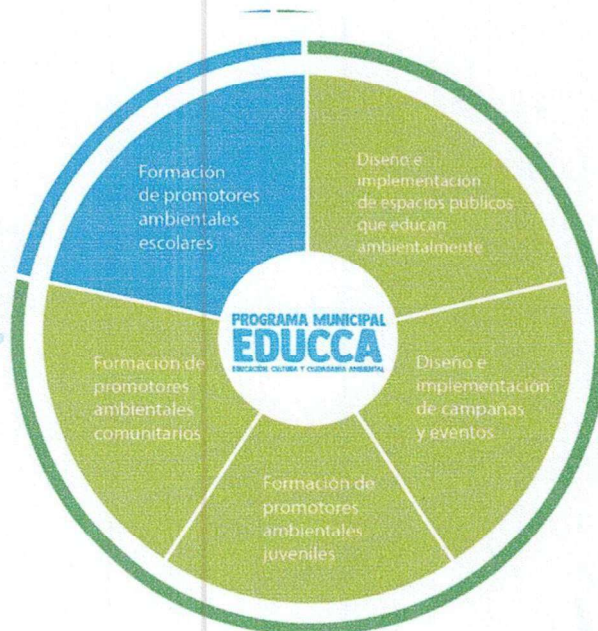 Formación
de promotores
ambientales
escolares
Diseño e
implementación
de espacios publicos
que educan
ambientalmente
PROGRAMA MUNICIPAL
EDUCCA
EDUCACIÓN, CULTURA Y CIUDADANÍA AMBIENTAL
Formación de
promotores
ambientales
comunitarios
Diseño e
implementación
de campañas
y eventos
Formación de
promotores
ambientales
juveniles